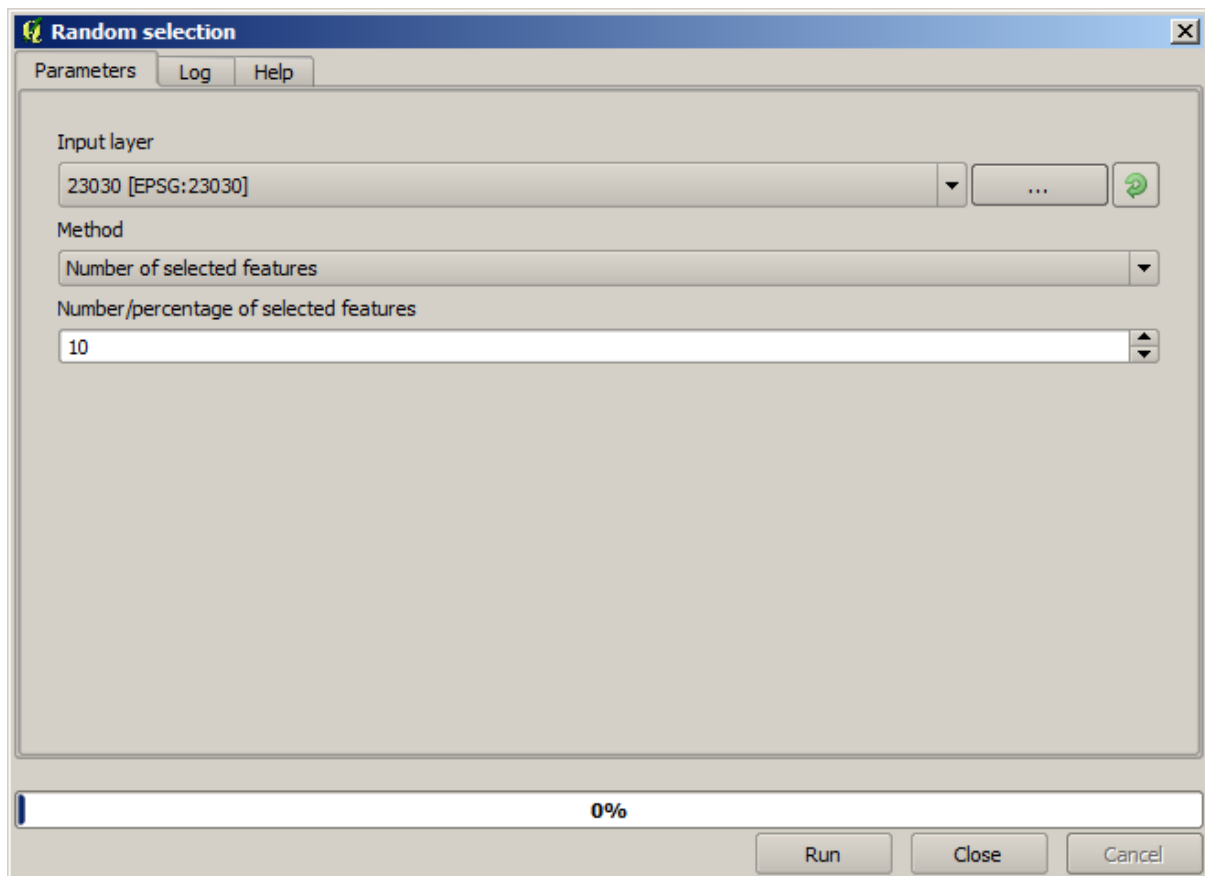 Random selection
Parameters Log Help
Input layer
23030 [EPSG:23030]
...
Method
Number of selected features
Number/percentage of selected features
10
0%
Run Close Cancel